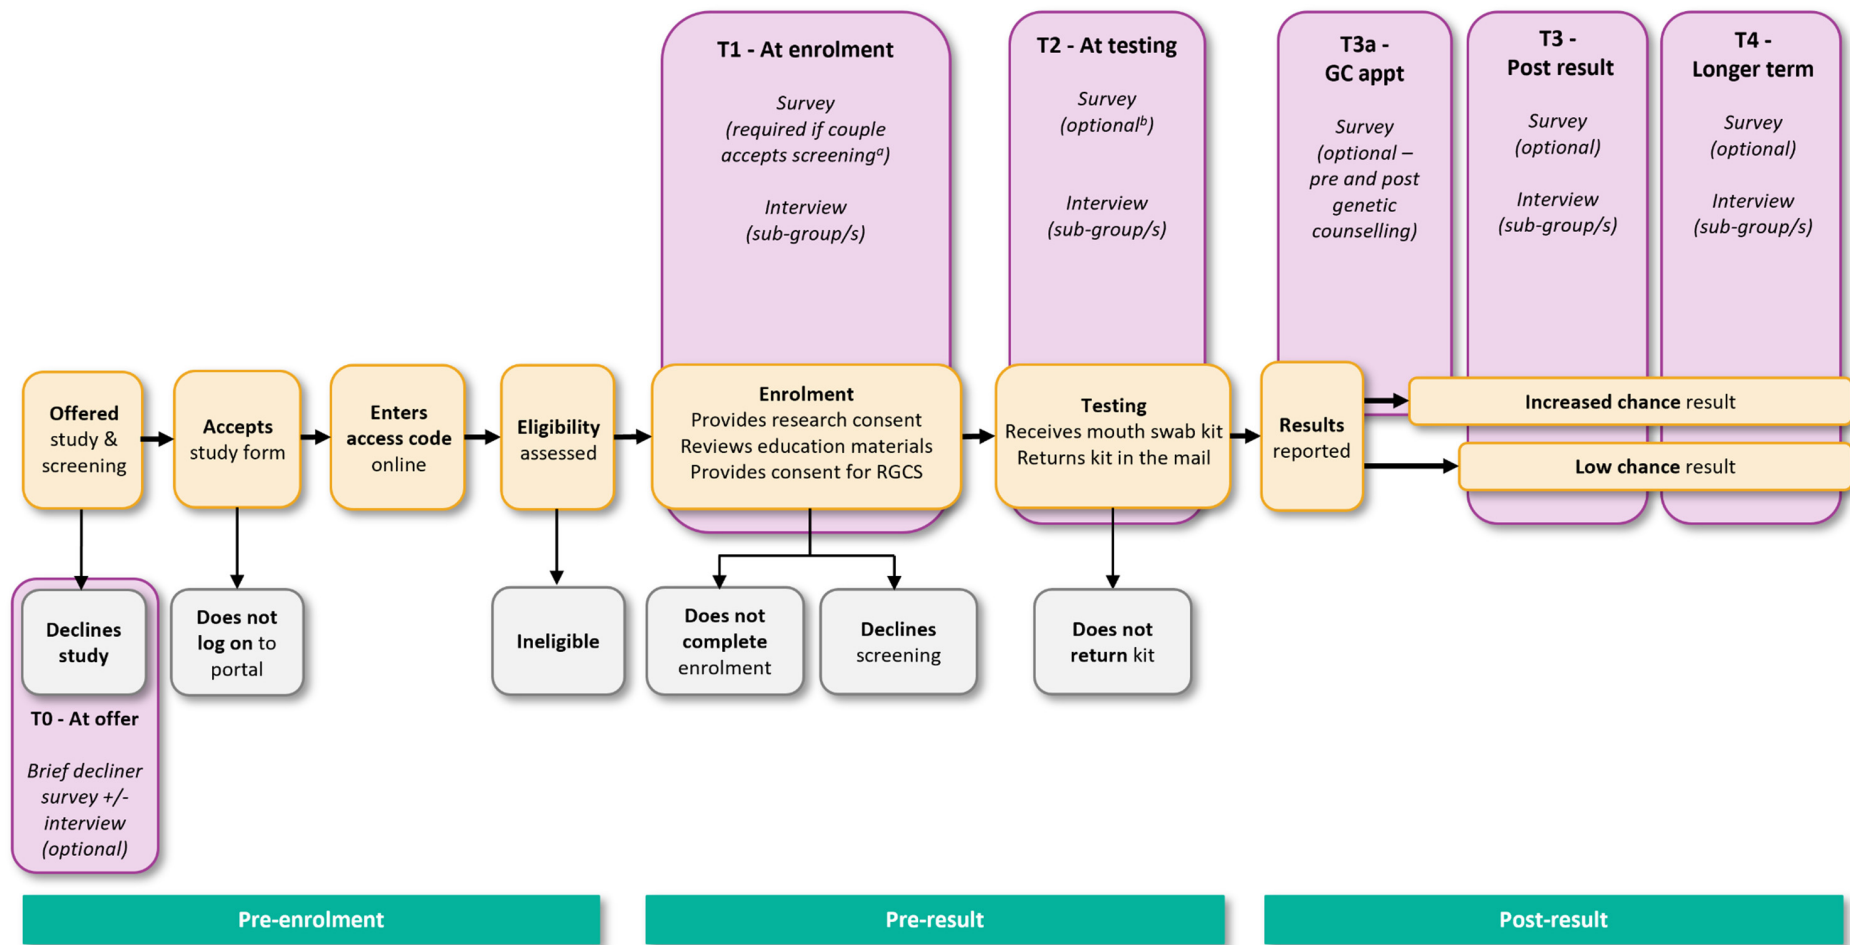 T1 - At enrolment
Survey
(required if couple
accepts screeningᵃ)
Interview
(sub-group/s)
T2 - At testing
Survey
(optionalᵇ)
Interview
(sub-group/s)
T3a -
GC appt
Survey
(optional –
pre and post
genetic
counselling)
T3 -
Post result
Survey
(optional)
Interview
(sub-group/s)
T4 -
Longer term
Survey
(optional)
Interview
(sub-group/s)
Offered
study &
screening
Accepts
study form
Enters
access code
online
Eligibility
assessed
Enrolment
Provides research consent
Reviews education materials
Provides consent for RGCS
Testing
Receives mouth swab kit
Returns kit in the mail
Results
reported
Increased chance result
Low chance result
Declines
study
T0 - At offer
Brief decliner
survey +/-
interview
(optional)
Does not
log on to
portal
Ineligible
Does not
complete
enrolment
Declines
screening
Does not
return kit
Pre-enrolment
Pre-result
Post-result